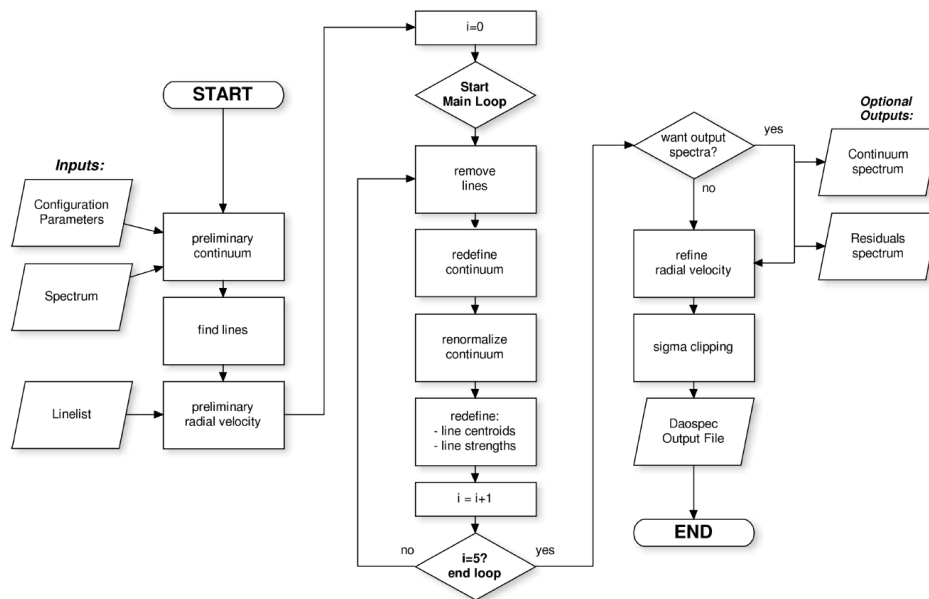 START
Inputs:
Configuration
Parameters
Spectrum
Linelist
preliminary
continuum
find lines
preliminary
radial velocity
i=0
Start
Main Loop
remove
lines
redefine
continuum
renormalize
continuum
redefine:
- line centroids
- line strengths
i = i+1
i=5?
end loop
no
yes
want output
spectra?
yes
no
refine
radial velocity
sigma clipping
Daospec
Output File
END
Optional
Outputs:
Continuum
spectrum
Residuals
spectrum